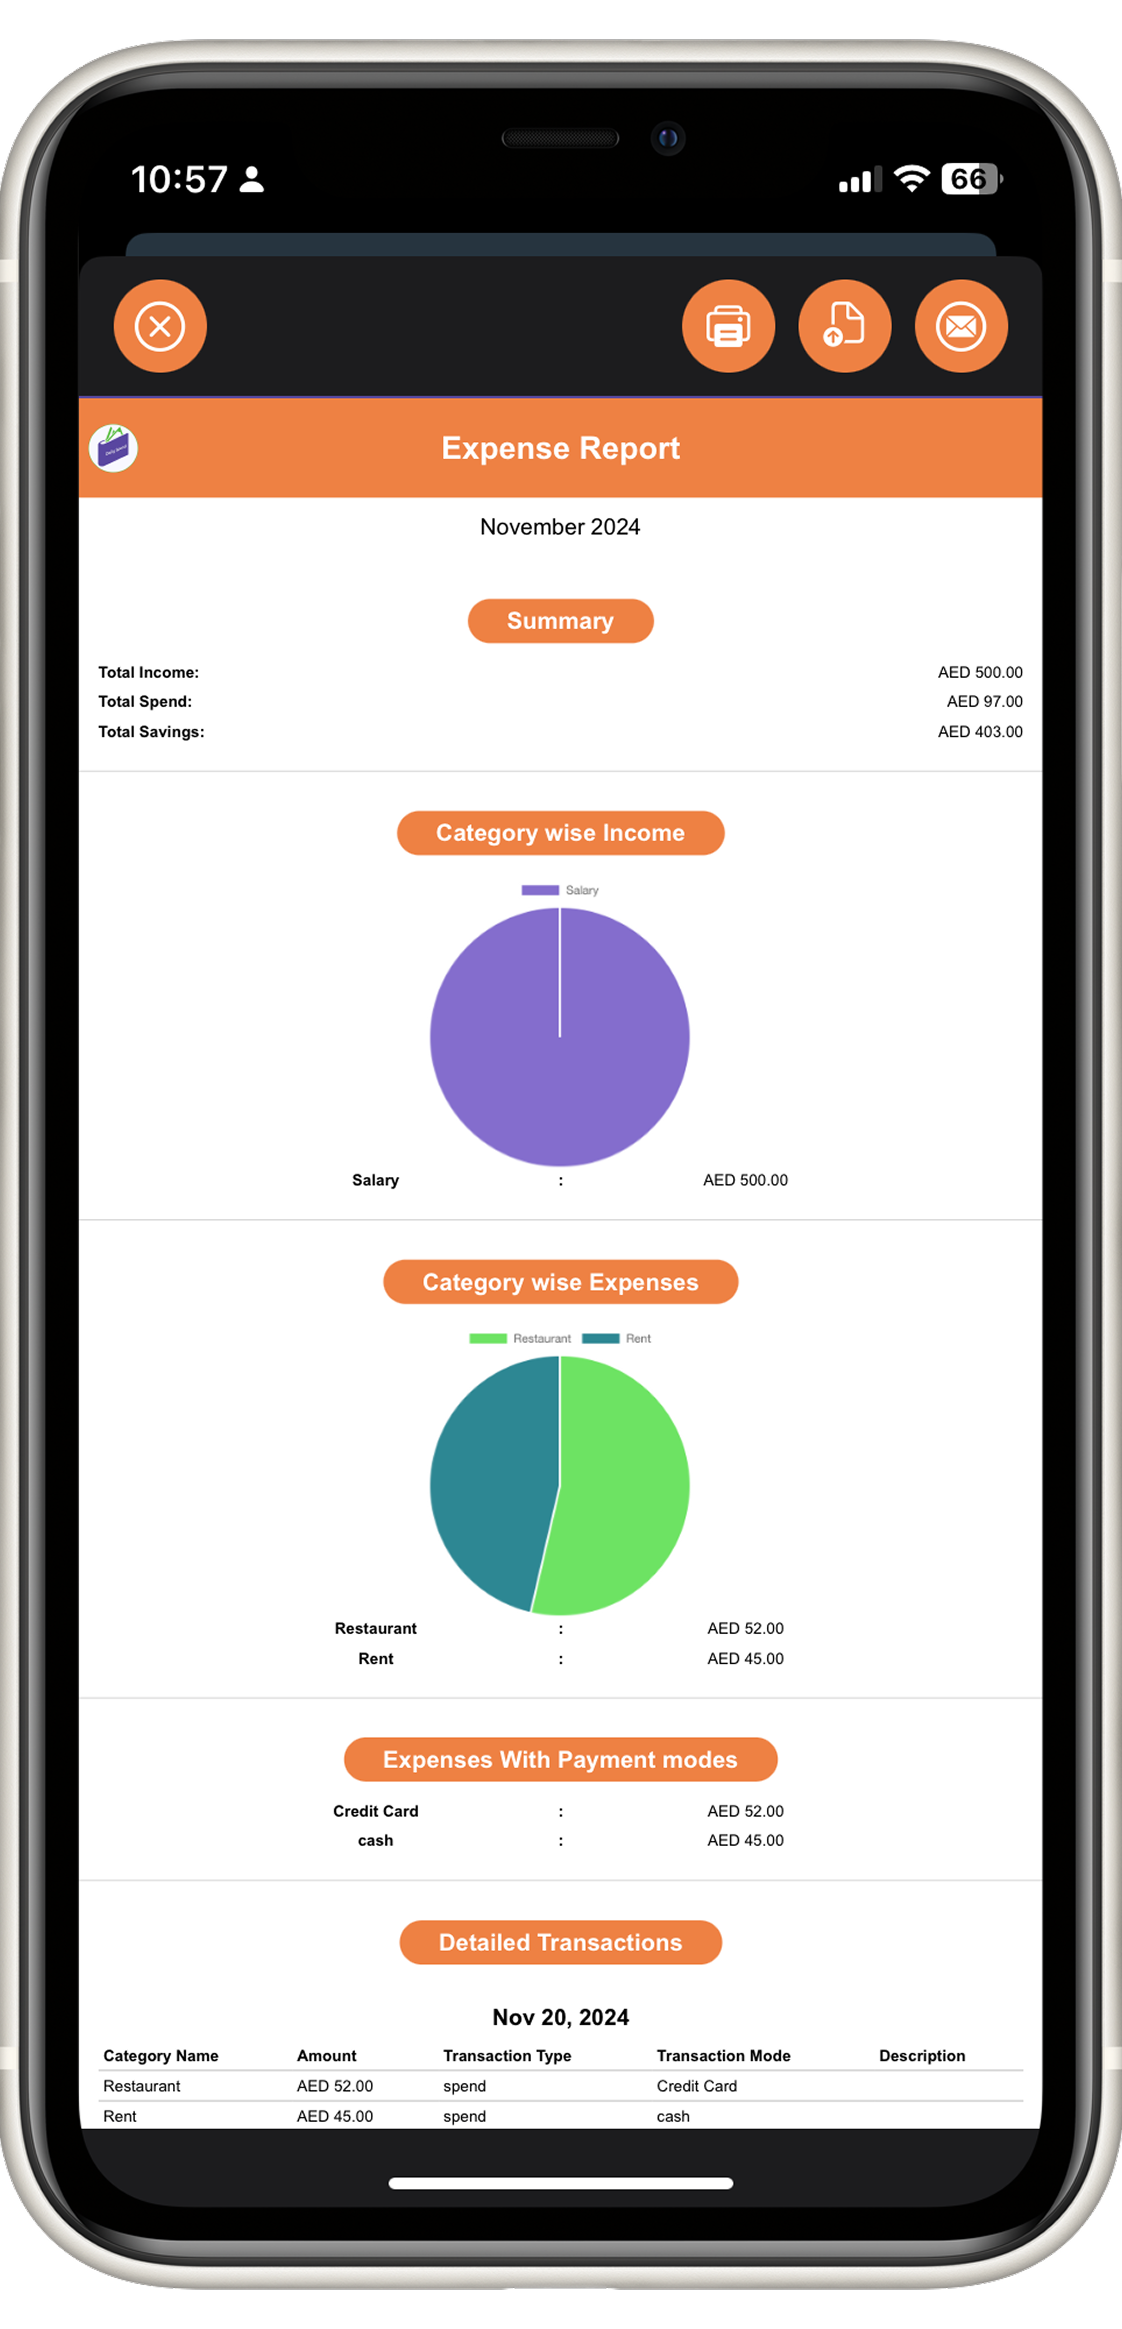 10:57
66
Expense Report
November 2024
Summary
Total Income: AED 500.00
Total Spend: AED 97.00
Total Savings: AED 403.00
Category wise Income
Salary
Salary : AED 500.00
Category wise Expenses
Restaurant Rent
Restaurant : AED 52.00
Rent : AED 45.00
Expenses With Payment modes
Credit Card : AED 52.00
cash : AED 45.00
Detailed Transactions
Nov 20, 2024
Category Name Amount Transaction Type Transaction Mode Description
Restaurant AED 52.00 spend Credit Card
Rent AED 45.00 spend cash